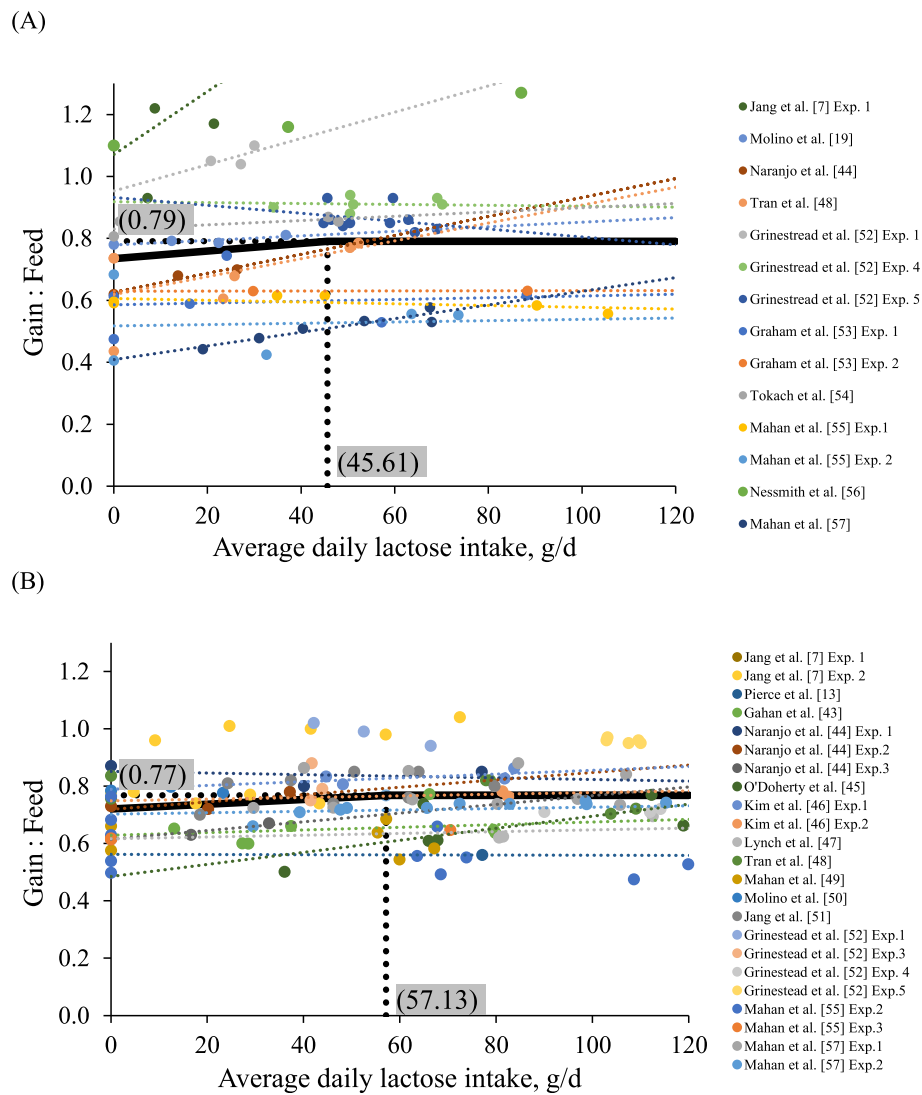 (A)
Gain : Feed
1.2
1.0
0.8
0.6
0.4
0.2
0.0
(0.79)
(45.61)
0
20
40
60
80
100
120
Average daily lactose intake, g/d
Jang et al. [7] Exp. 1
Molino et al. [19]
Naranjo et al. [44]
Tran et al. [48]
Grinestread et al. [52] Exp. 1
Grinestread et al. [52] Exp. 4
Grinestread et al. [52] Exp. 5
Graham et al. [53] Exp. 1
Graham et al. [53] Exp. 2
Tokach et al. [54]
Mahan et al. [55] Exp.1
Mahan et al. [55] Exp. 2
Nessmith et al. [56]
Mahan et al. [57]
(B)
Gain : Feed
1.2
1.0
0.8
0.6
0.4
0.2
0.0
(0.77)
(57.13)
0
20
40
60
80
100
120
Average daily lactose intake, g/d
Jang et al. [7] Exp. 1
Jang et al. [7] Exp. 2
Pierce et al. [13]
Gahan et al. [43]
Naranjo et al. [44] Exp. 1
Naranjo et al. [44] Exp.2
Naranjo et al. [44] Exp.3
O'Doherty et al. [45]
Kim et al. [46] Exp.1
Kim et al. [46] Exp.2
Lynch et al. [47]
Tran et al. [48]
Mahan et al. [49]
Molino et al. [50]
Jang et al. [51]
Grinestead et al. [52] Exp.1
Grinestead et al. [52] Exp.3
Grinestead et al. [52] Exp. 4
Grinestead et al. [52] Exp.5
Mahan et al. [55] Exp.2
Mahan et al. [55] Exp.3
Mahan et al. [57] Exp.1
Mahan et al. [57] Exp.2